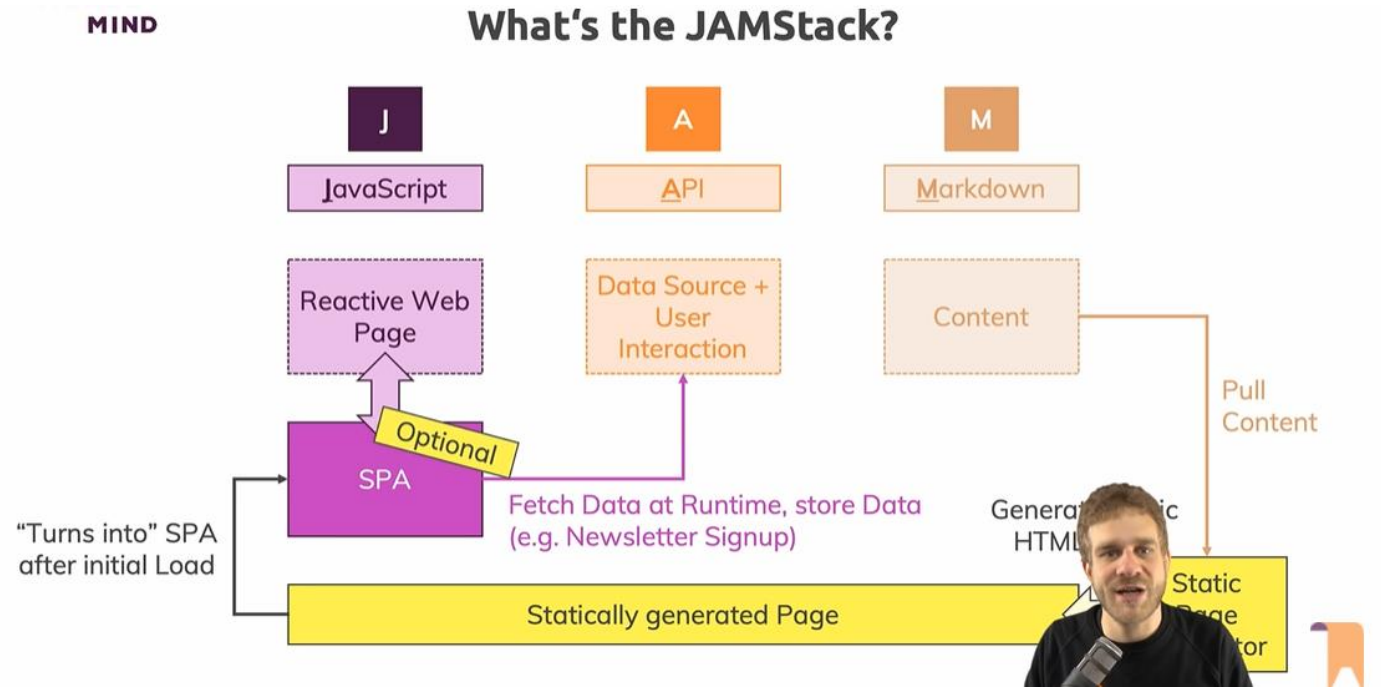 MIND
What‘s the JAMStack?
J
A
M
JavaScript
API
Markdown
Reactive Web
Page
Data Source +
User
Interaction
Content
Pull
Content
Optional
SPA
Fetch Data at Runtime, store Data
(e.g. Newsletter Signup)
“Turns into” SPA
after initial Load
HTML
Statically generated Page
Static